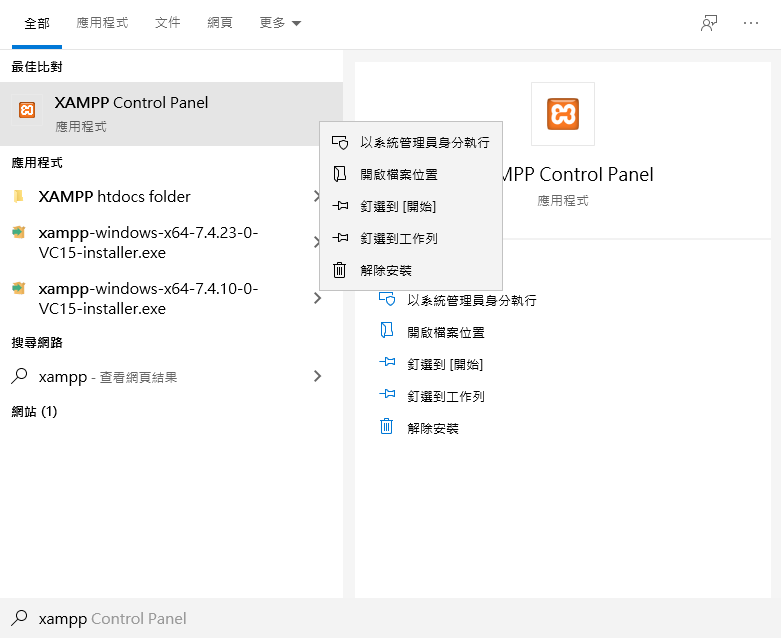 全部 應用程式 文件 網頁 更多
最佳比對
XAMPP Control Panel
應用程式
應用程式
XAMPP htdocs folder
xampp-windows-x64-7.4.23-0-
VC15-installer.exe
xampp-windows-x64-7.4.10-0-
VC15-installer.exe
搜尋網路
xampp - 查看網頁結果
網站 (1)
以系統管理員身分執行
開啟檔案位置
釘選到 [開始]
釘選到工作列
解除安裝
MPP Control Panel
應用程式
以系統管理員身分執行
開啟檔案位置
釘選到 [開始]
釘選到工作列
解除安裝
xampp Control Panel